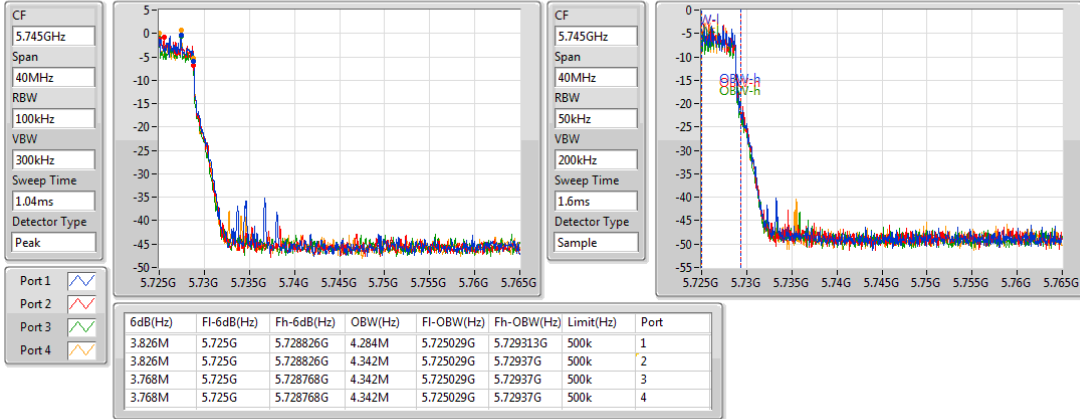 CF
5.745GHz
Span
40MHz
RBW
100kHz
VBW
300kHz
Sweep Time
1.04ms
Detector Type
Peak
5
0
-5
-10
-15
-20
-25
-30
-35
-40
-45
-50
5.725G 5.73G 5.735G 5.74G 5.745G 5.75G 5.755G 5.76G 5.765G
CF
5.745GHz
Span
40MHz
RBW
50kHz
VBW
200kHz
Sweep Time
1.6ms
Detector Type
Sample
0
-5
-10
-15
-20
-25
-30
-35
-40
-45
-50
-55
OBW-h
OBW-h
5.725G 5.73G 5.735G 5.74G 5.745G 5.75G 5.755G 5.76G 5.765G
Port 1
Port 2
Port 3
Port 4
6dB(Hz) Fl-6dB(Hz) Fh-6dB(Hz) OBW(Hz) Fl-OBW(Hz) Fh-OBW(Hz) Limit(Hz) Port
3.826M 5.725G 5.728826G 4.284M 5.725029G 5.729313G 500k 1
3.826M 5.725G 5.728826G 4.342M 5.725029G 5.72937G 500k 2
3.768M 5.725G 5.728768G 4.342M 5.725029G 5.72937G 500k 3
3.768M 5.725G 5.728768G 4.342M 5.725029G 5.72937G 500k 4